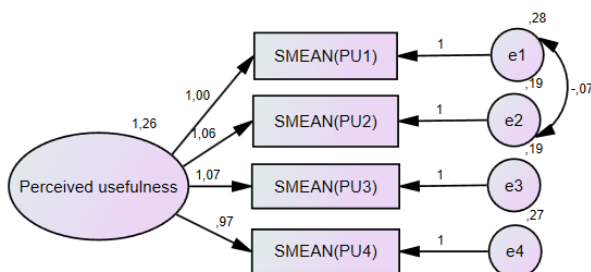 ,28
SMEAN(PU1)
1
e1
1,00
,19
-,07
1,26
1,06
SMEAN(PU2)
1
e2
,19
Perceived usefulness
1,07
SMEAN(PU3)
1
e3
,97
,27
SMEAN(PU4)
1
e4